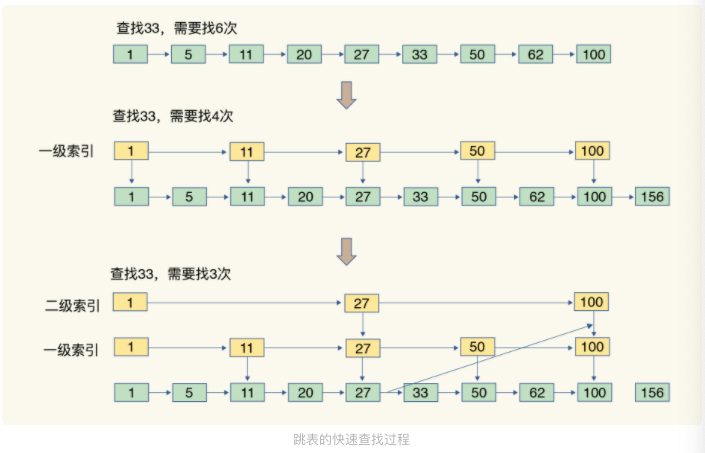 查找33，需要找6次
1 5 11 20 27 33 50 62 100
查找33，需要找4次
一级索引 1 11 27 50 100
1 5 11 20 27 33 50 62 100 156
查找33，需要找3次
二级索引 1 27 100
一级索引 1 11 27 50 100
1 5 11 20 27 33 50 62 100 156
跳表的快速查找过程